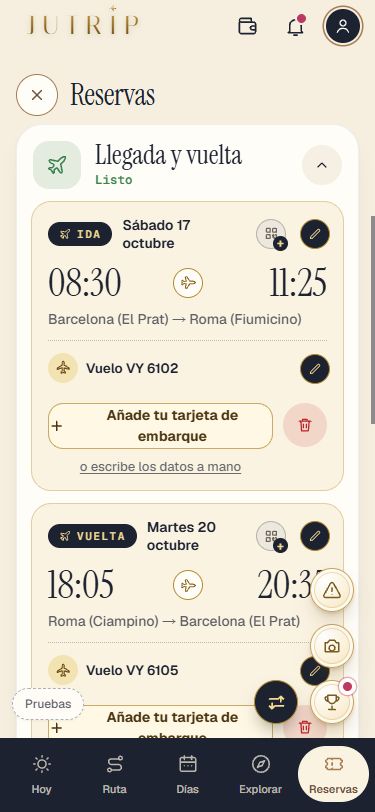 JUTRIP
Reservas
Llegada y vuelta
Listo
IDA
Sábado 17
octubre
08:30
11:25
Barcelona (El Prat) → Roma (Fiumicino)
Vuelo VY 6102
+ Añade tu tarjeta de
embarque
o escribe los datos a mano
VUELTA
Martes 20
octubre
18:05
Roma (Ciampino) → Barcelona (El Prat)
Vuelo VY 6105
Pruebas
+ Añade tu tarjeta de
Hoy
Ruta
Días
Explorar
Reservas